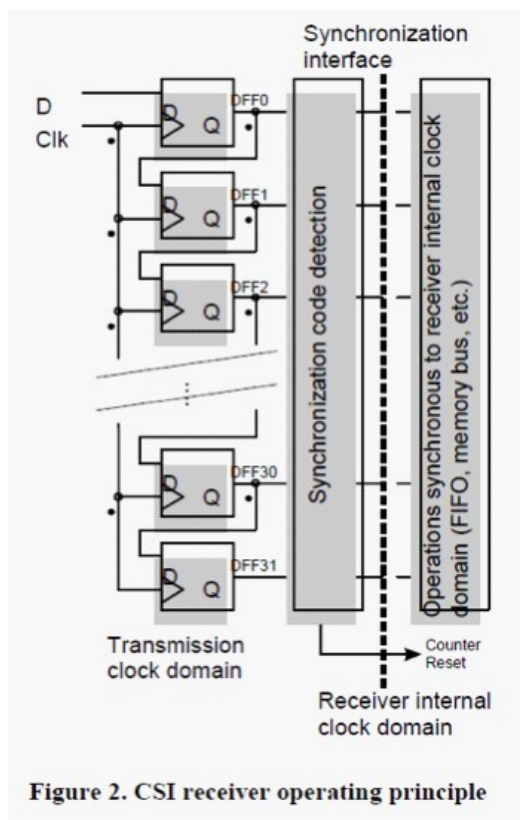 Synchronization
interface
D
Clk
D
Q
DFF0
D
Q
DFF1
D
Q
DFF2
...
D
Q
DFF30
D
Q
DFF31
Synchronization code detection
Operations synchronous to receiver internal clock
domain (FIFO, memory bus, etc.)
Transmission
clock domain
Counter
Reset
Receiver internal
clock domain
Figure 2. CSI receiver operating principle